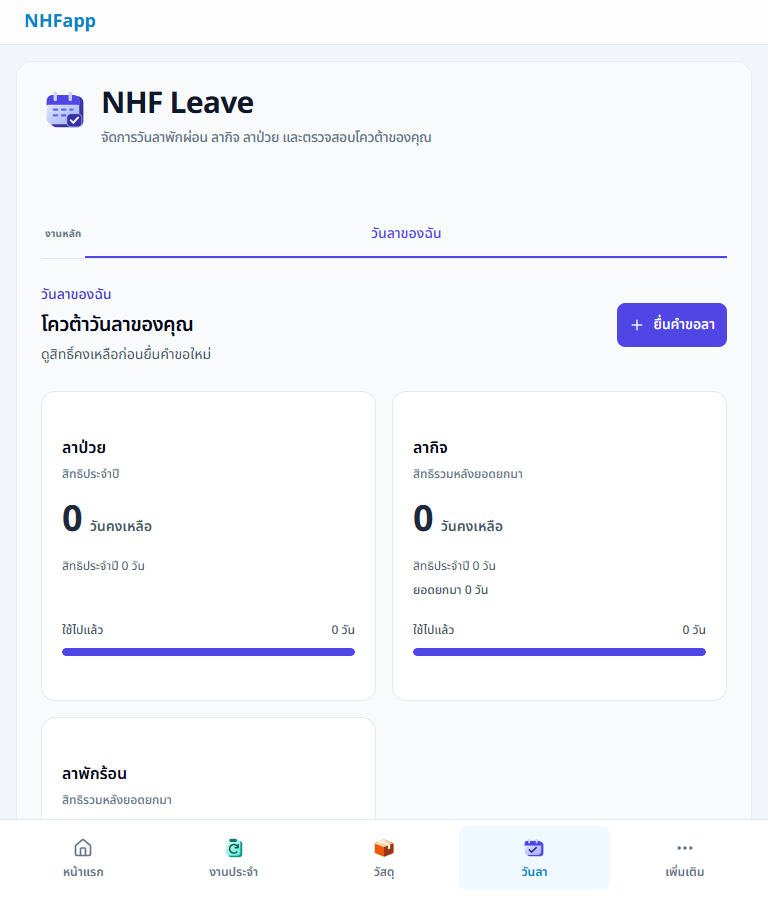 NHFapp
NHF Leave
จัดการวันลาพักผ่อน ลากิจ ลาป่วย และตรวจสอบโควต้าของคุณ
งานหลัก
วันลาของฉัน
วันลาของฉัน
โควต้าวันลาของคุณ
ดูสิทธิ์คงเหลือก่อนยื่นคำขอใหม่
+ ยื่นคำขอลา
ลาป่วย
สิทธิประจำปี
0 วันคงเหลือ
สิทธิประจำปี 0 วัน
ใช้ไปแล้ว 0 วัน
ลากิจ
สิทธิรวมหลังยอดยกมา
0 วันคงเหลือ
สิทธิประจำปี 0 วัน
ยอดยกมา 0 วัน
ใช้ไปแล้ว 0 วัน
ลาพักร้อน
สิทธิรวมหลังยอดยกมา
หน้าแรก
งานประจำ
วัสดุ
วันลา
เพิ่มเติม